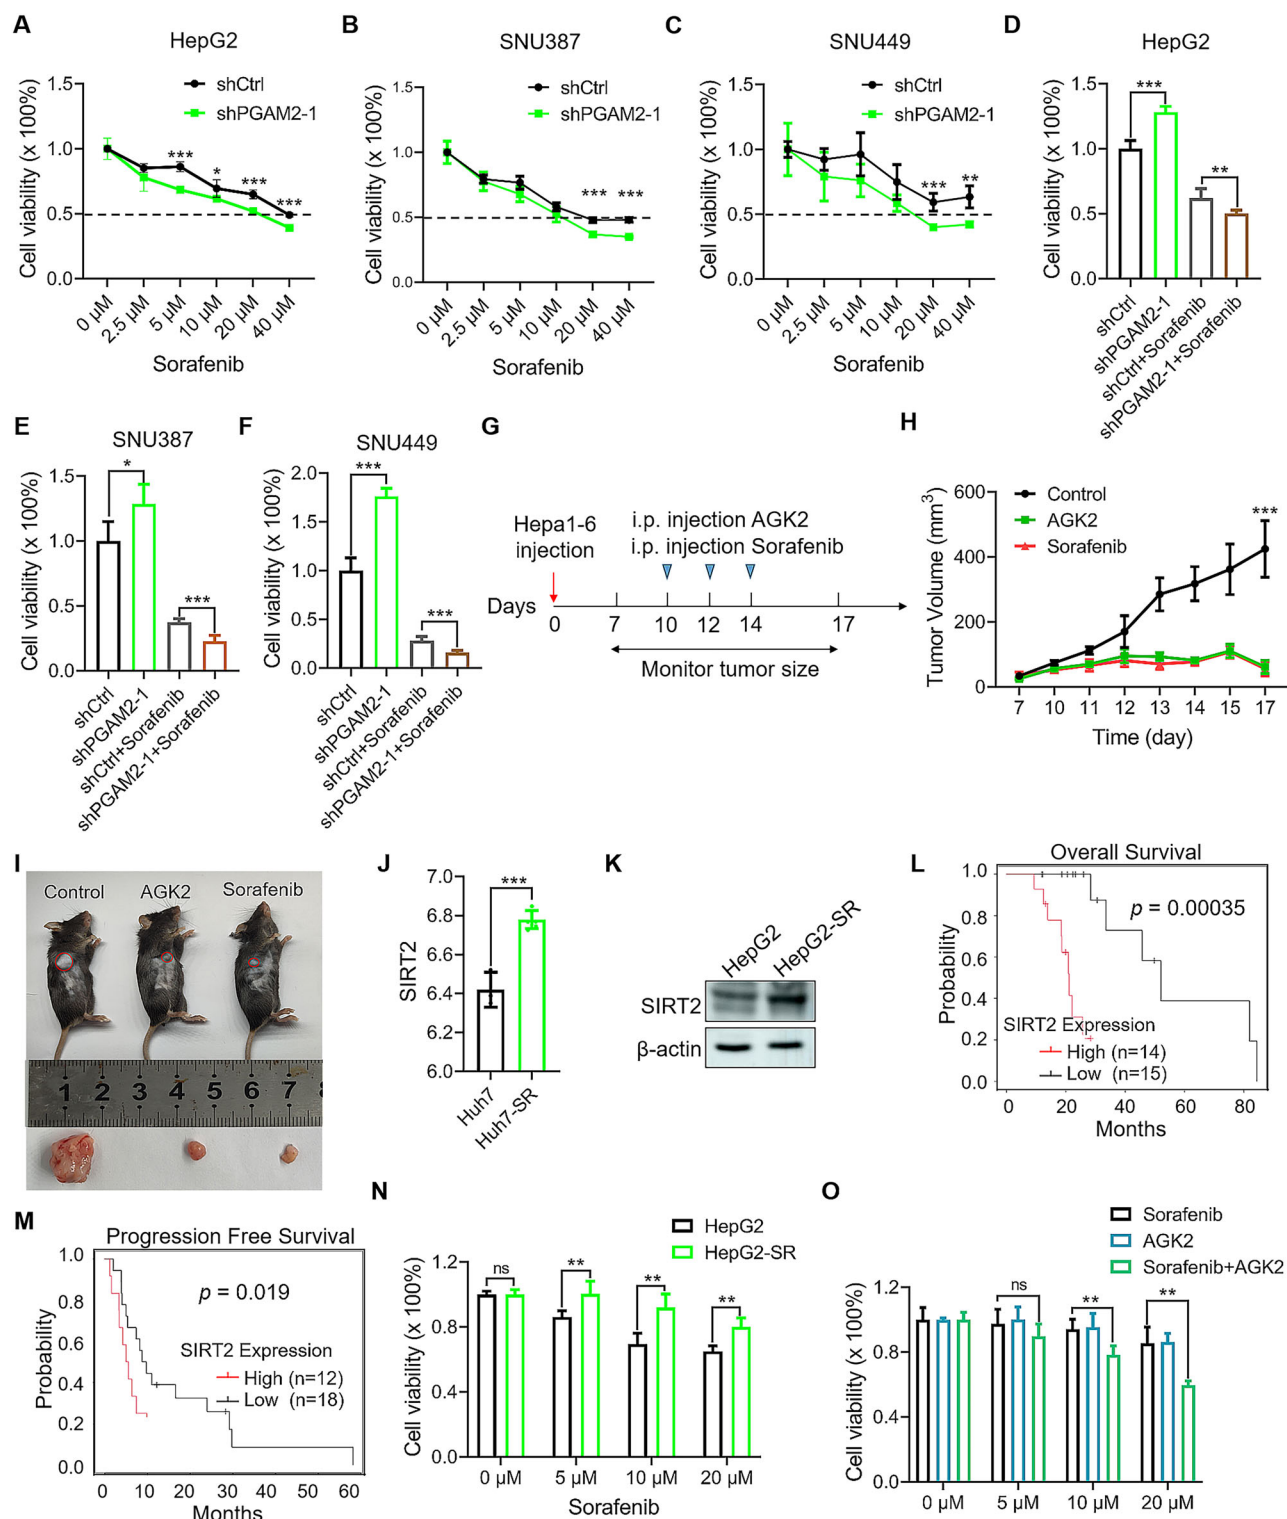 A
HepG2
shCtrl
shPGAM2-1
Cell viability (x 100%)
1.5
1.0
0.5
0.0
***
*
***
***
0 µM
2.5 µM
5 µM
10 µM
20 µM
40 µM
Sorafenib
B
SNU387
shCtrl
shPGAM2-1
Cell viability (x 100%)
1.5
1.0
0.5
0.0
***
***
0 µM
2.5 µM
5 µM
10 µM
20 µM
40 µM
Sorafenib
C
SNU449
shCtrl
shPGAM2-1
Cell viability (x 100%)
1.5
1.0
0.5
0.0
***
**
0 µM
2.5 µM
5 µM
10 µM
20 µM
40 µM
Sorafenib
D
HepG2
Cell viability (x 100%)
1.5
1.0
0.5
0.0
***
**
shCtrl
shPGAM2-1
shCtrl+Sorafenib
shPGAM2-1+Sorafenib
E
SNU387
Cell viability (x 100%)
1.5
1.0
0.5
0.0
*
***
shCtrl
shPGAM2-1
shCtrl+Sorafenib
shPGAM2-1+Sorafenib
F
SNU449
Cell viability (x 100%)
2.0
1.5
1.0
0.5
0.0
***
***
shCtrl
shPGAM2-1
shCtrl+Sorafenib
shPGAM2-1+Sorafenib
G
Hepa1-6
injection
i.p. injection AGK2
i.p. injection Sorafenib
Days
0 7 10 12 14 17
Monitor tumor size
H
Control
AGK2
Sorafenib
Tumor Volume (mm³)
600
400
200
0
***
7 10 11 12 13 14 15 17
Time (day)
I
Control AGK2 Sorafenib
1 2 3 4 5 6 7 8
J
SIRT2
7.0
6.8
6.6
6.4
6.2
6.0
***
Huh7
Huh7-SR
K
HepG2
HepG2-SR
SIRT2
β-actin
L
Overall Survival
p = 0.00035
Probability
1.0
0.8
0.6
0.4
0.2
0.0
SIRT2 Expression
High (n=14)
Low (n=15)
0 20 40 60 80
Months
M
Progression Free Survival
p = 0.019
Probability
1.0
0.8
0.6
0.4
0.2
0.0
SIRT2 Expression
High (n=12)
Low (n=18)
0 10 20 30 40 50 60
Months
N
HepG2
HepG2-SR
Cell viability (x 100%)
1.2
0.8
0.4
0.0
ns
**
**
**
0 µM 5 µM 10 µM 20 µM
Sorafenib
O
Sorafenib
AGK2
Sorafenib+AGK2
Cell viability (x 100%)
1.2
0.8
0.4
0.0
ns
**
**
0 µM 5 µM 10 µM 20 µM